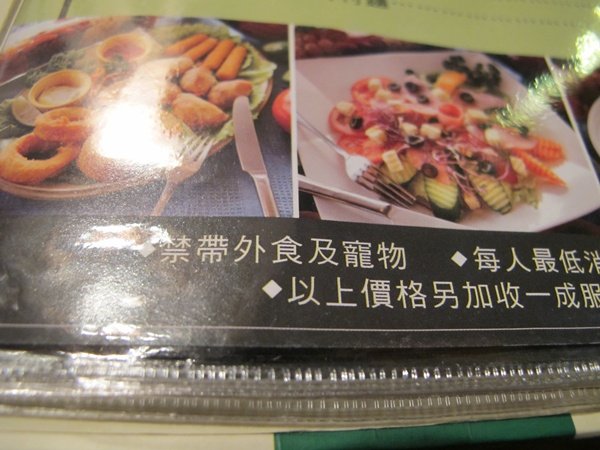 ◆禁帶外食及寵物 ◆每人最低消
◆以上價格另加收一成服